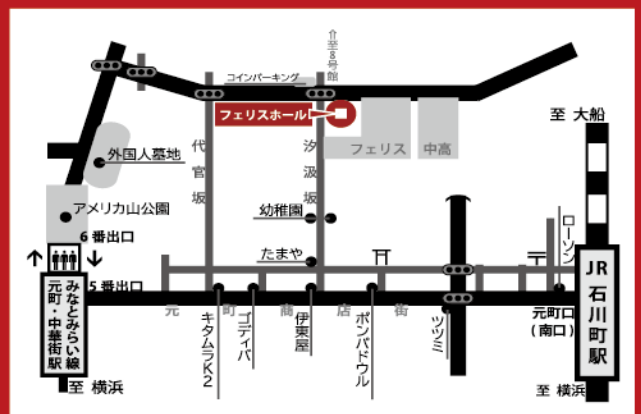 ⇧至8号館
コインパーキング
フェリスホール
至 大船
代官坂
汐汲坂
フェリス
中高
外国人墓地
アメリカ山公園
幼稚園
6番出口
たまや
ローソン
〒
5番出口
みなとみらい線
元町・中華街駅
元町商店街
キタムラK2
ゴディバ
伊東屋
ポンパドウル
ツツミ
元町口
(南口)
JR 石川町駅
至 横浜
至 横浜